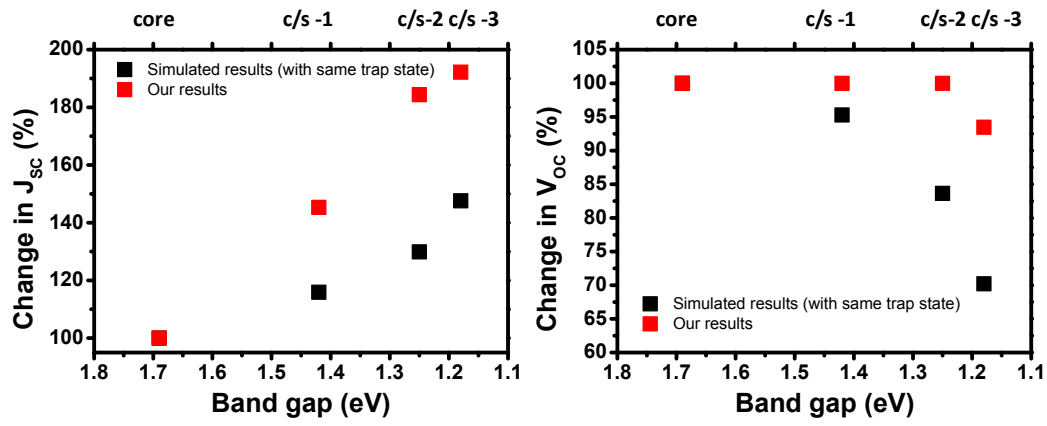 core c/s -1 c/s-2 c/s -3
200
180
160
140
120
100
Change in J_SC (%)
Simulated results (with same trap state)
Our results
1.8 1.7 1.6 1.5 1.4 1.3 1.2 1.1
Band gap (eV)
core c/s -1 c/s-2 c/s -3
105
100
95
90
85
80
75
70
65
60
Change in V_OC (%)
Simulated results (with same trap state)
Our results
1.8 1.7 1.6 1.5 1.4 1.3 1.2 1.1
Band gap (eV)